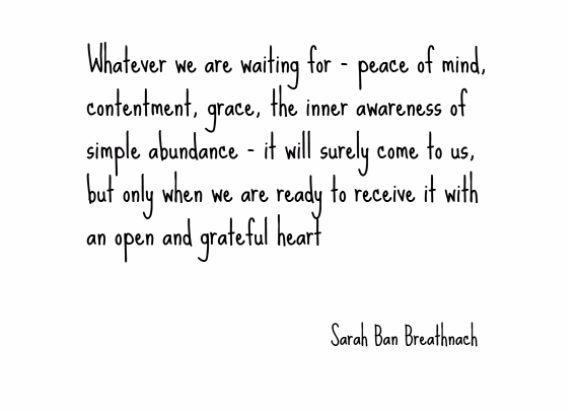 Whatever we are waiting for - peace of mind,
contentment, grace, the inner awareness of
simple abundance - it will surely come to us,
but only when we are ready to receive it with
an open and grateful heart
Sarah Ban Breathnach